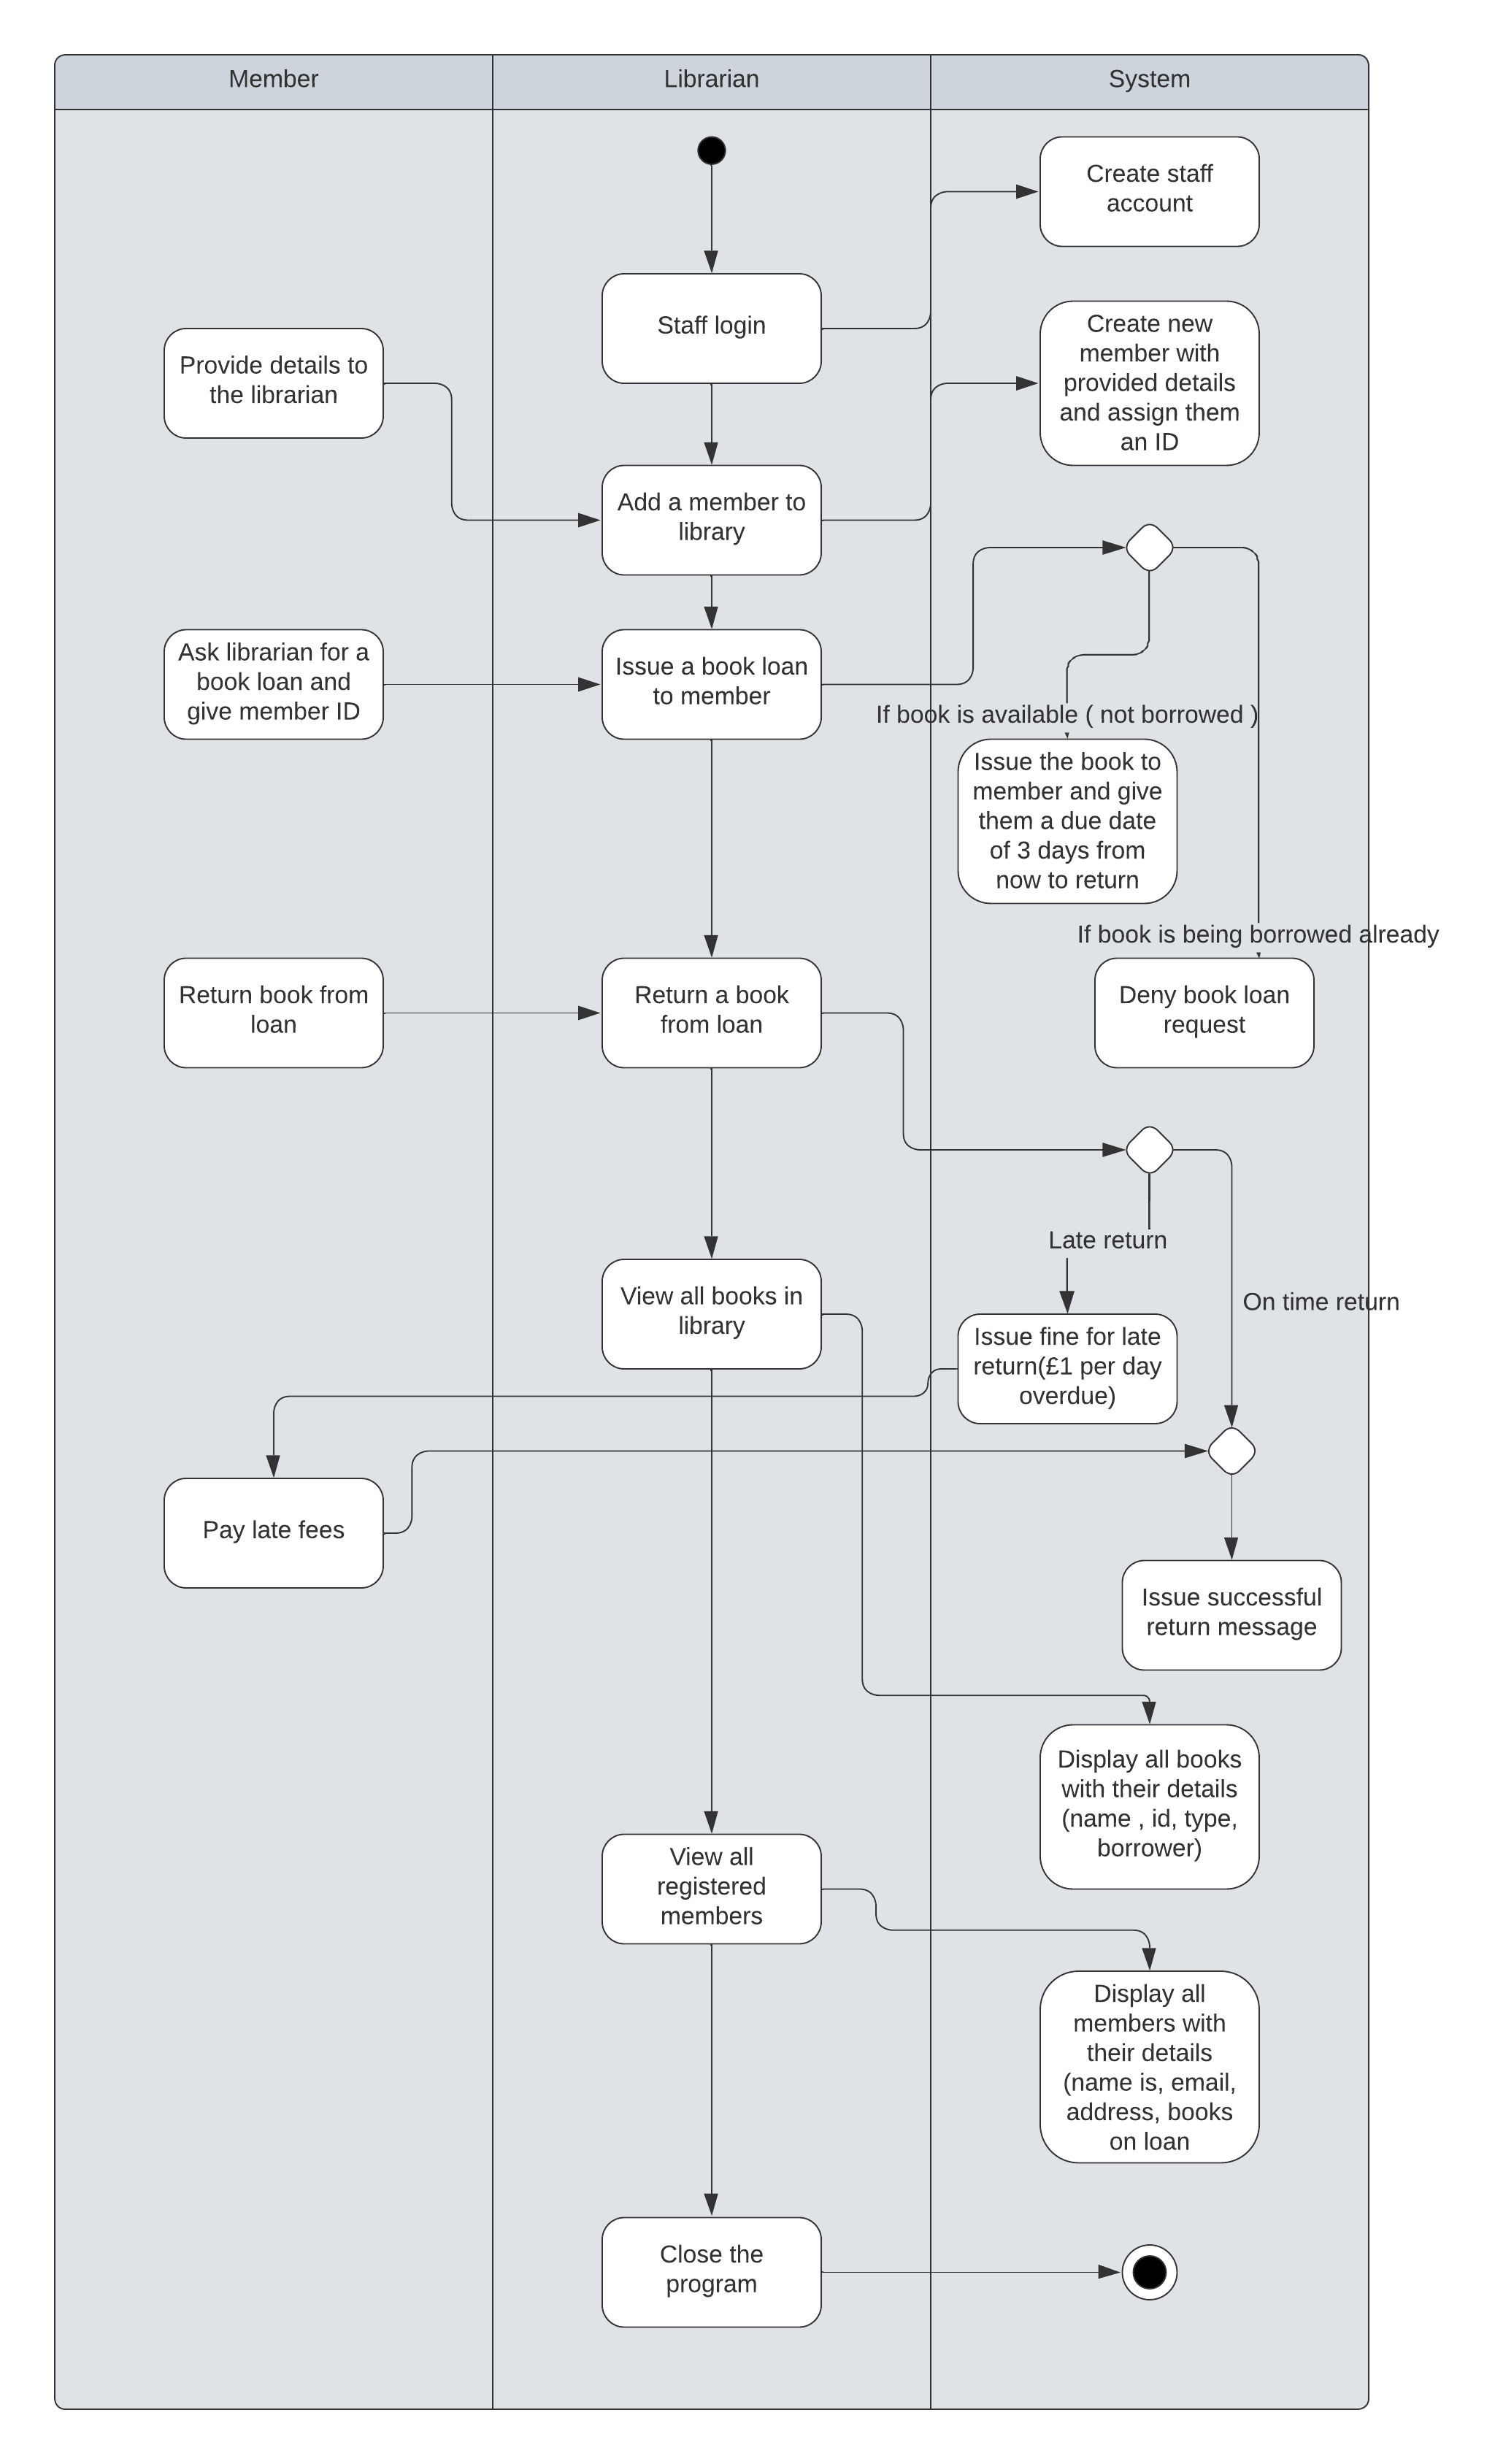 Member
Librarian
System
Create staff
account
Staff login
Create new
member with
provided details
and assign them
an ID
Provide details to
the librarian
Add a member to
library
Ask librarian for a
book loan and
give member ID
Issue a book loan
to member
If book is available ( not borrowed )
Issue the book to
member and give
them a due date
of 3 days from
now to return
If book is being borrowed already
Return book from
loan
Return a book
from loan
Deny book loan
request
Late return
View all books in
library
On time return
Issue fine for late
return(£1 per day
overdue)
Pay late fees
Issue successful
return message
Display all books
with their details
(name , id, type,
borrower)
View all
registered
members
Display all
members with
their details
(name is, email,
address, books
on loan
Close the
program